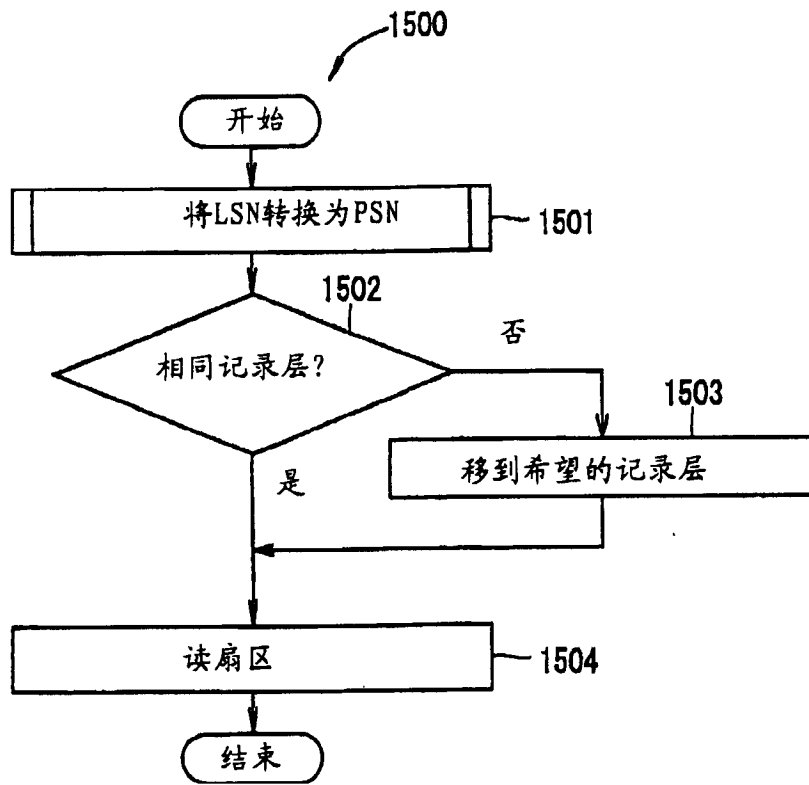 1500
开始
将LSN转换为PSN
1501
1502
相同记录层?
否
1503
移到希望的记录层
是
读扇区
1504
结束